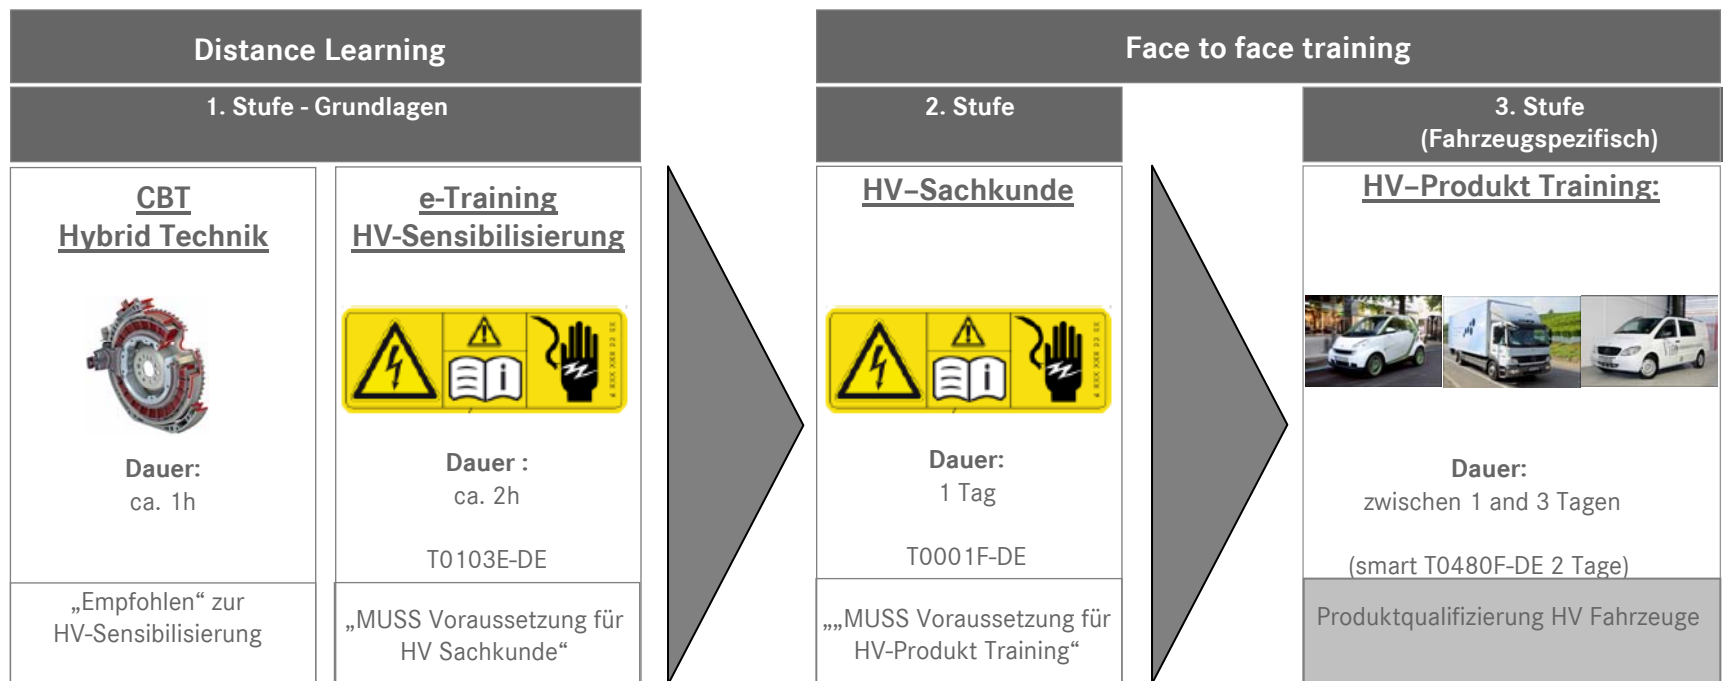 Distance Learning
Face to face training
1. Stufe - Grundlagen
2. Stufe
3. Stufe
(Fahrzeugspezifisch)
CBT
Hybrid Technik
Dauer:
ca. 1h
„Empfohlen“ zur
HV-Sensibilisierung
e-Training
HV-Sensibilisierung
Dauer :
ca. 2h
T0103E-DE
„MUSS Voraussetzung für
HV Sachkunde“
HV–Sachkunde
Dauer:
1 Tag
T0001F-DE
„„MUSS Voraussetzung für
HV-Produkt Training“
HV–Produkt Training:
Dauer:
zwischen 1 and 3 Tagen
(smart T0480F-DE 2 Tage)
Produktqualifizierung HV Fahrzeuge